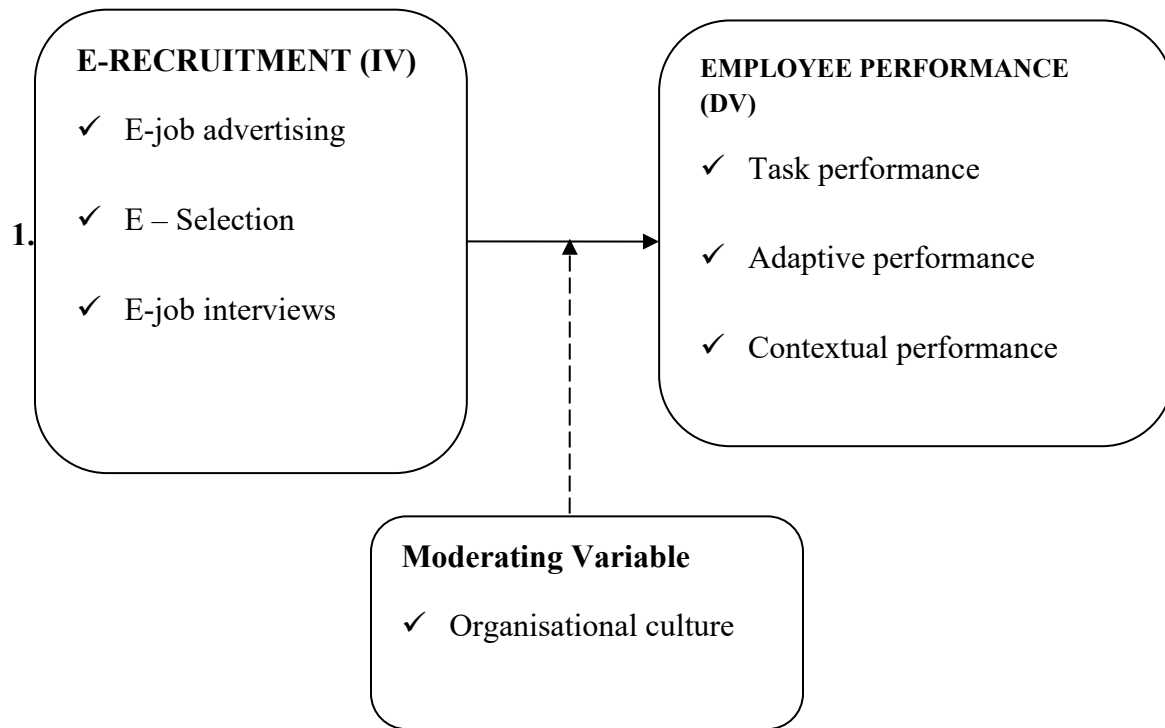 E-RECRUITMENT (IV)
✓ E-job advertising
✓ E – Selection
✓ E-job interviews
1.
EMPLOYEE PERFORMANCE
(DV)
✓ Task performance
✓ Adaptive performance
✓ Contextual performance
Moderating Variable
✓ Organisational culture